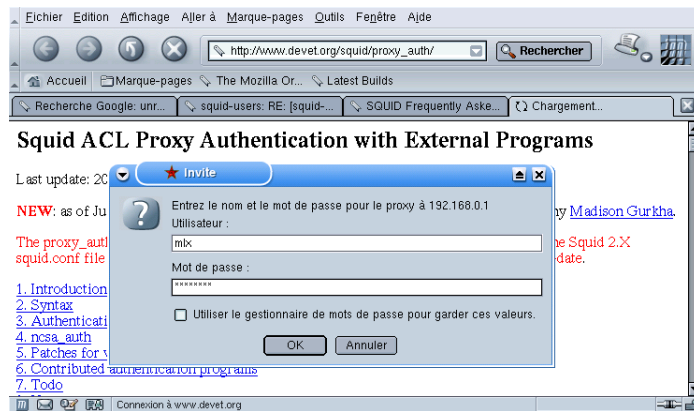 Fichier Edition Affichage Aller à Marque-pages Outils Fenêtre Aide
http://www.devet.org/squid/proxy_auth/ Rechercher
Accueil Marque-pages The Mozilla Or... Latest Builds
Recherche Google: unr... squid-users: RE: [squid-... SQUID Frequently Aske... Chargement...
Squid ACL Proxy Authentication with External Programs
Last update: 20
NEW: as of Ju
y Madison Gurkha.
The proxy_autl
he Squid 2.X
squid.conf file
date.
1. Introduction
2. Syntax
3. Authenticati
4. ncsa_auth
5. Patches for v
6. Contributed authentication programs
7. Todo
Invite
Entrez le nom et le mot de passe pour le proxy à 192.168.0.1
Utilisateur :
mlx
Mot de passe :
********
Utiliser le gestionnaire de mots de passe pour garder ces valeurs.
OK Annuler
Connexion à www.devet.org